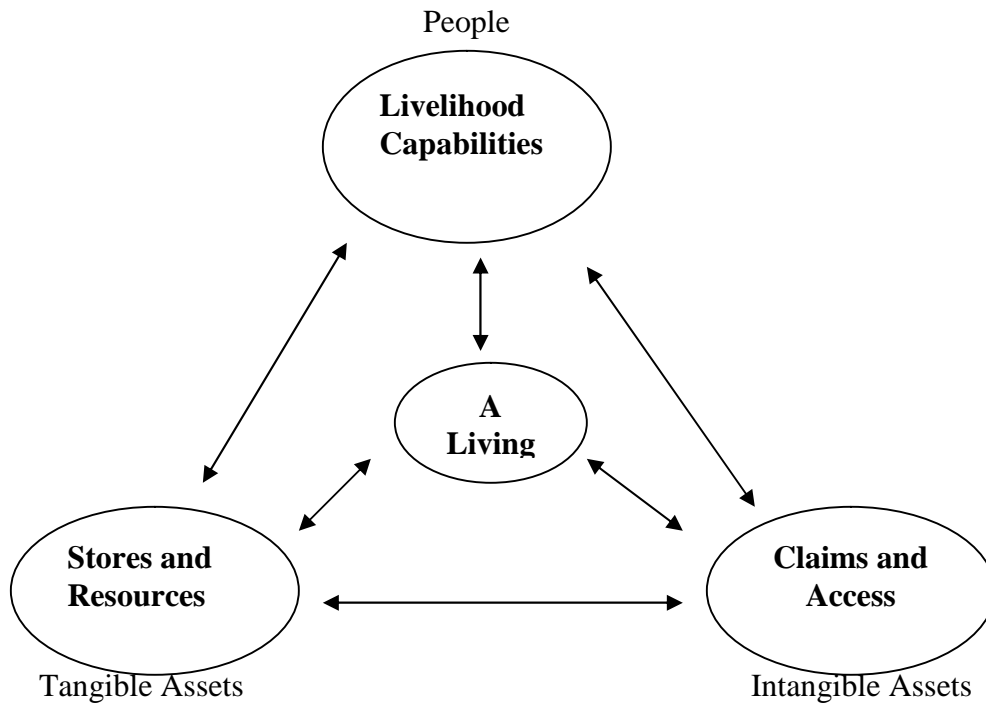 People
Livelihood
Capabilities
A
Living
Stores and
Resources
Claims and
Access
Tangible Assets
Intangible Assets